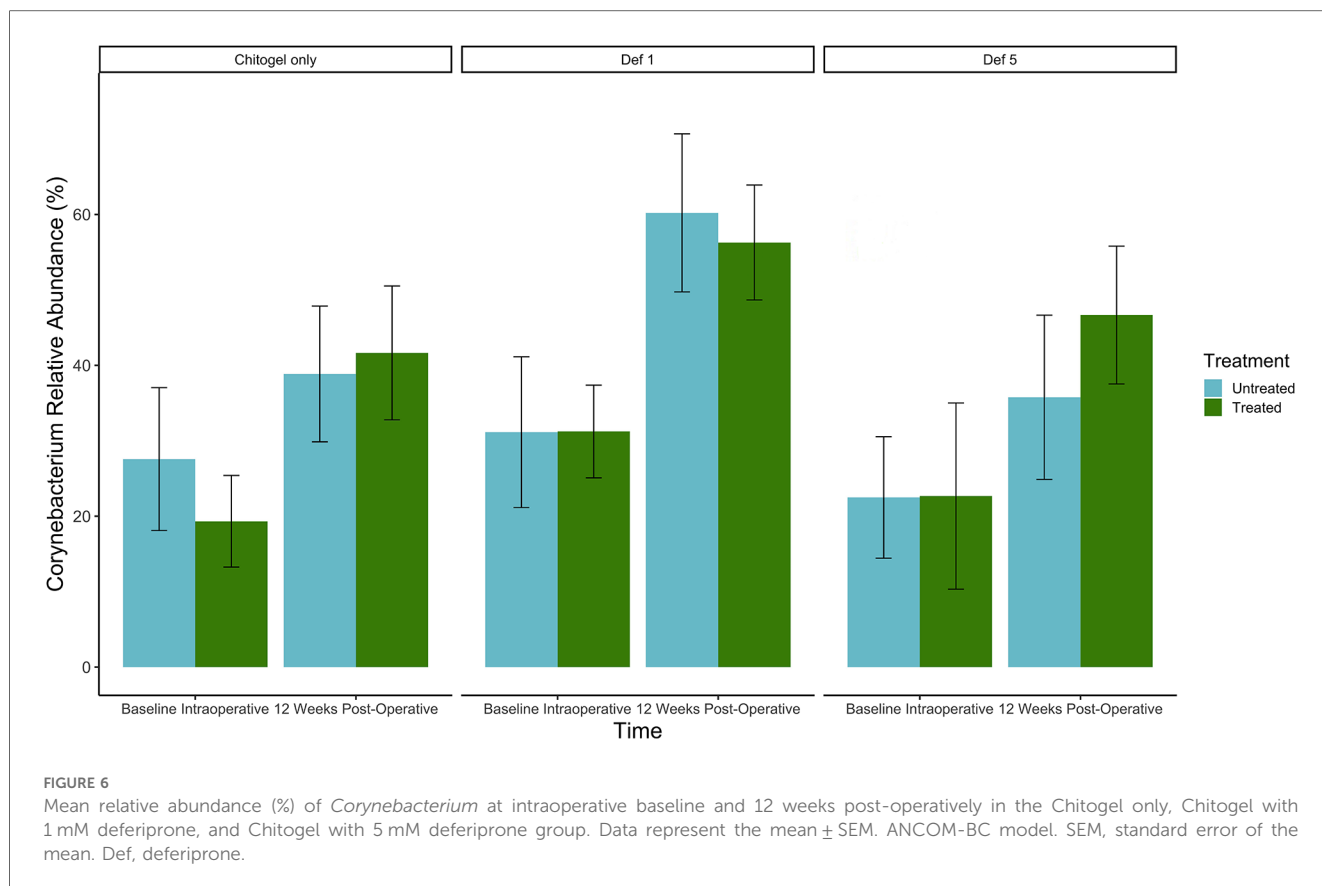 Chitogel only
Def 1
Def 5
Corynebacterium Relative Abundance (%)
60
40
20
0
Treatment
Untreated
Treated
Baseline Intraoperative 12 Weeks Post-Operative
Baseline Intraoperative 12 Weeks Post-Operative
Baseline Intraoperative 12 Weeks Post-Operative
Time
FIGURE 6
Mean relative abundance (%) of Corynebacterium at intraoperative baseline and 12 weeks post-operatively in the Chitogel only, Chitogel with
1 mM deferiprone, and Chitogel with 5 mM deferiprone group. Data represent the mean ± SEM. ANCOM-BC model. SEM, standard error of the
mean. Def, deferiprone.